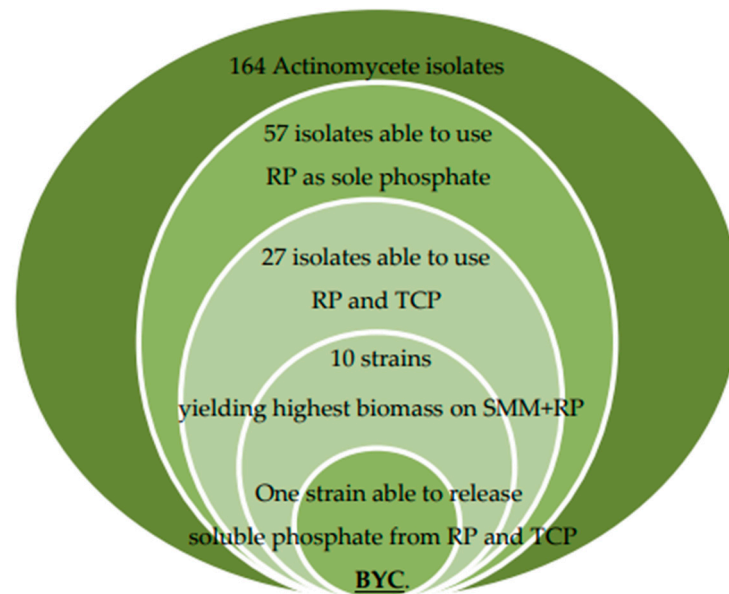 164 Actinomycete isolates
57 isolates able to use
RP as sole phosphate
27 isolates able to use
RP and TCP
10 strains
yielding highest biomass on SMM+RP
One strain able to release
soluble phosphate from RP and TCP
BYC.